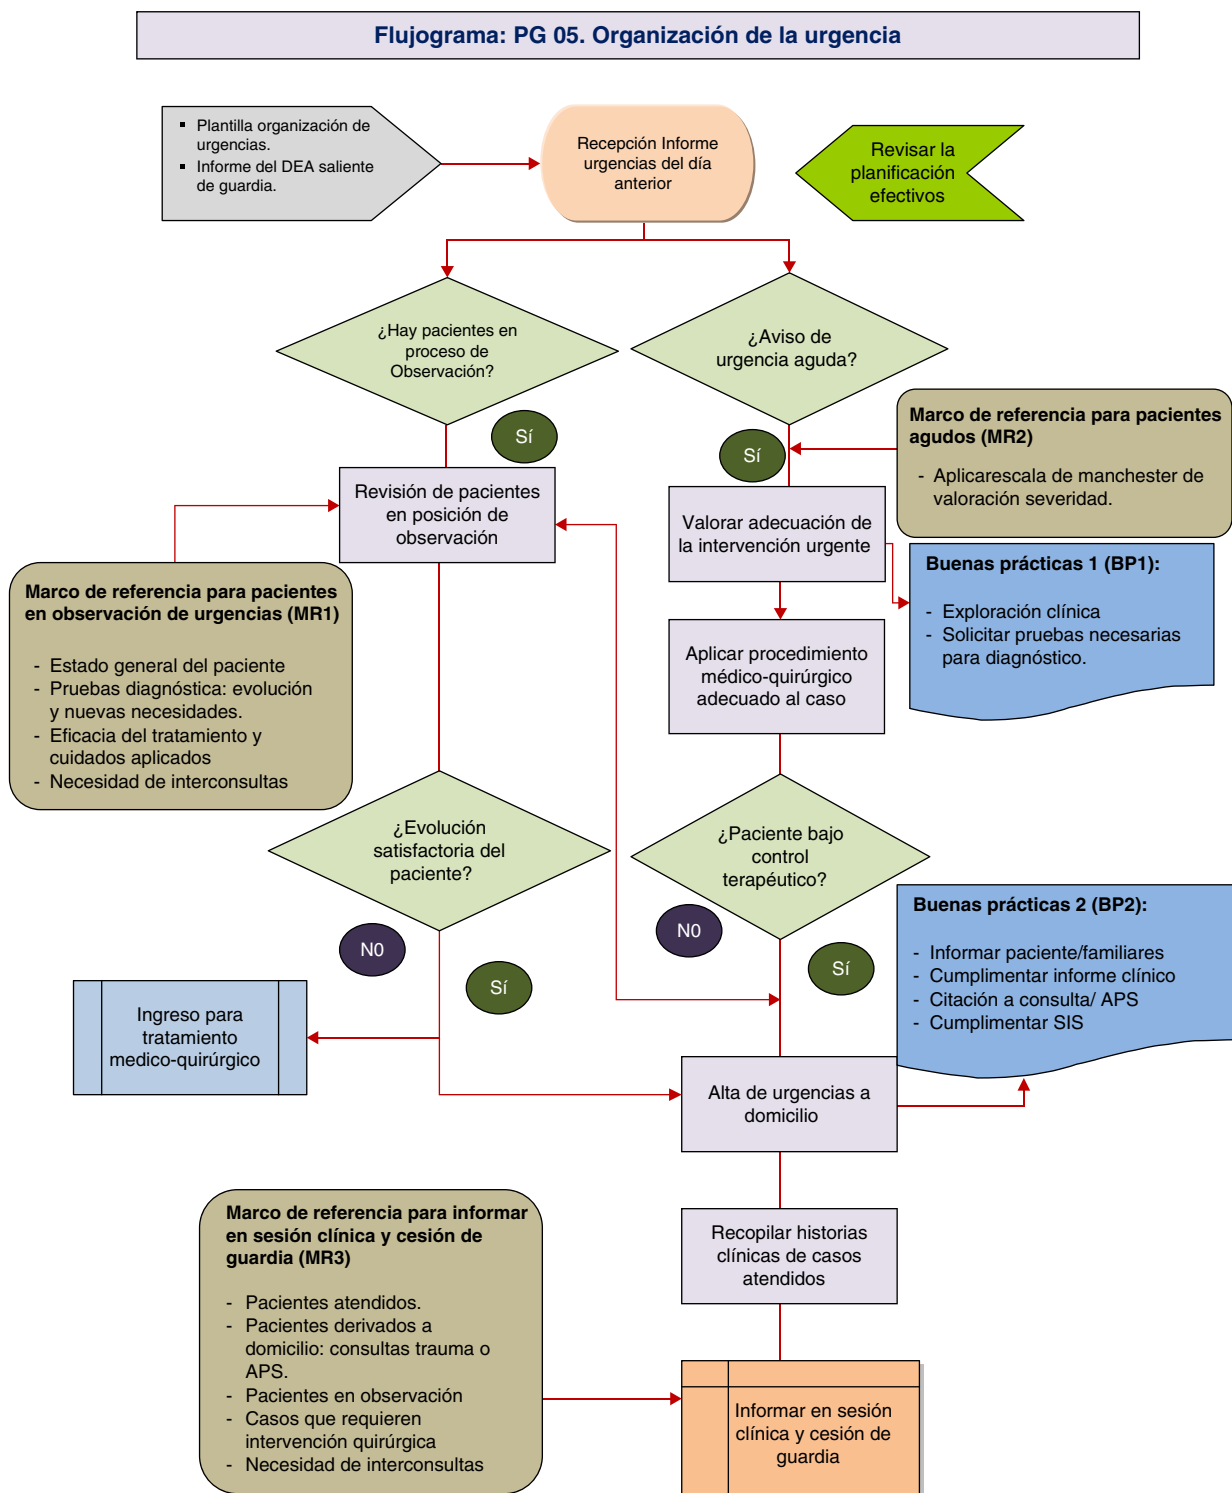 Flujograma: PG 05. Organización de la urgencia
▪ Plantilla organización de
urgencias.
▪ Informe del DEA saliente
de guardia.
Recepción Informe
urgencias del día
anterior
Revisar la
planificación
efectivos
¿Hay pacientes en
proceso de
Observación?
¿Aviso de
urgencia aguda?
Sí
Sí
Marco de referencia para pacientes
agudos (MR2)
- Aplicarescala de manchester de
valoración severidad.
Revisión de pacientes
en posición de
observación
Valorar adecuación de
la intervención urgente
Buenas prácticas 1 (BP1):
- Exploración clínica
- Solicitar pruebas necesarias
para diagnóstico.
Marco de referencia para pacientes
en observación de urgencias (MR1)
- Estado general del paciente
- Pruebas diagnóstica: evolución
y nuevas necesidades.
- Eficacia del tratamiento y
cuidados aplicados
- Necesidad de interconsultas
Aplicar procedimiento
médico-quirúrgico
adecuado al caso
¿Evolución
satisfactoria del
paciente?
¿Paciente bajo
control
terapéutico?
N0
Sí
N0
Sí
Buenas prácticas 2 (BP2):
- Informar paciente/familiares
- Cumplimentar informe clínico
- Citación a consulta/ APS
- Cumplimentar SIS
Ingreso para
tratamiento
medico-quirúrgico
Alta de urgencias a
domicilio
Marco de referencia para informar
en sesión clínica y cesión de
guardia (MR3)
- Pacientes atendidos.
- Pacientes derivados a
domicilio: consultas trauma o
APS.
- Pacientes en observación
- Casos que requieren
intervención quirúrgica
- Necesidad de interconsultas
Recopilar historias
clínicas de casos
atendidos
Informar en sesión
clínica y cesión de
guardia